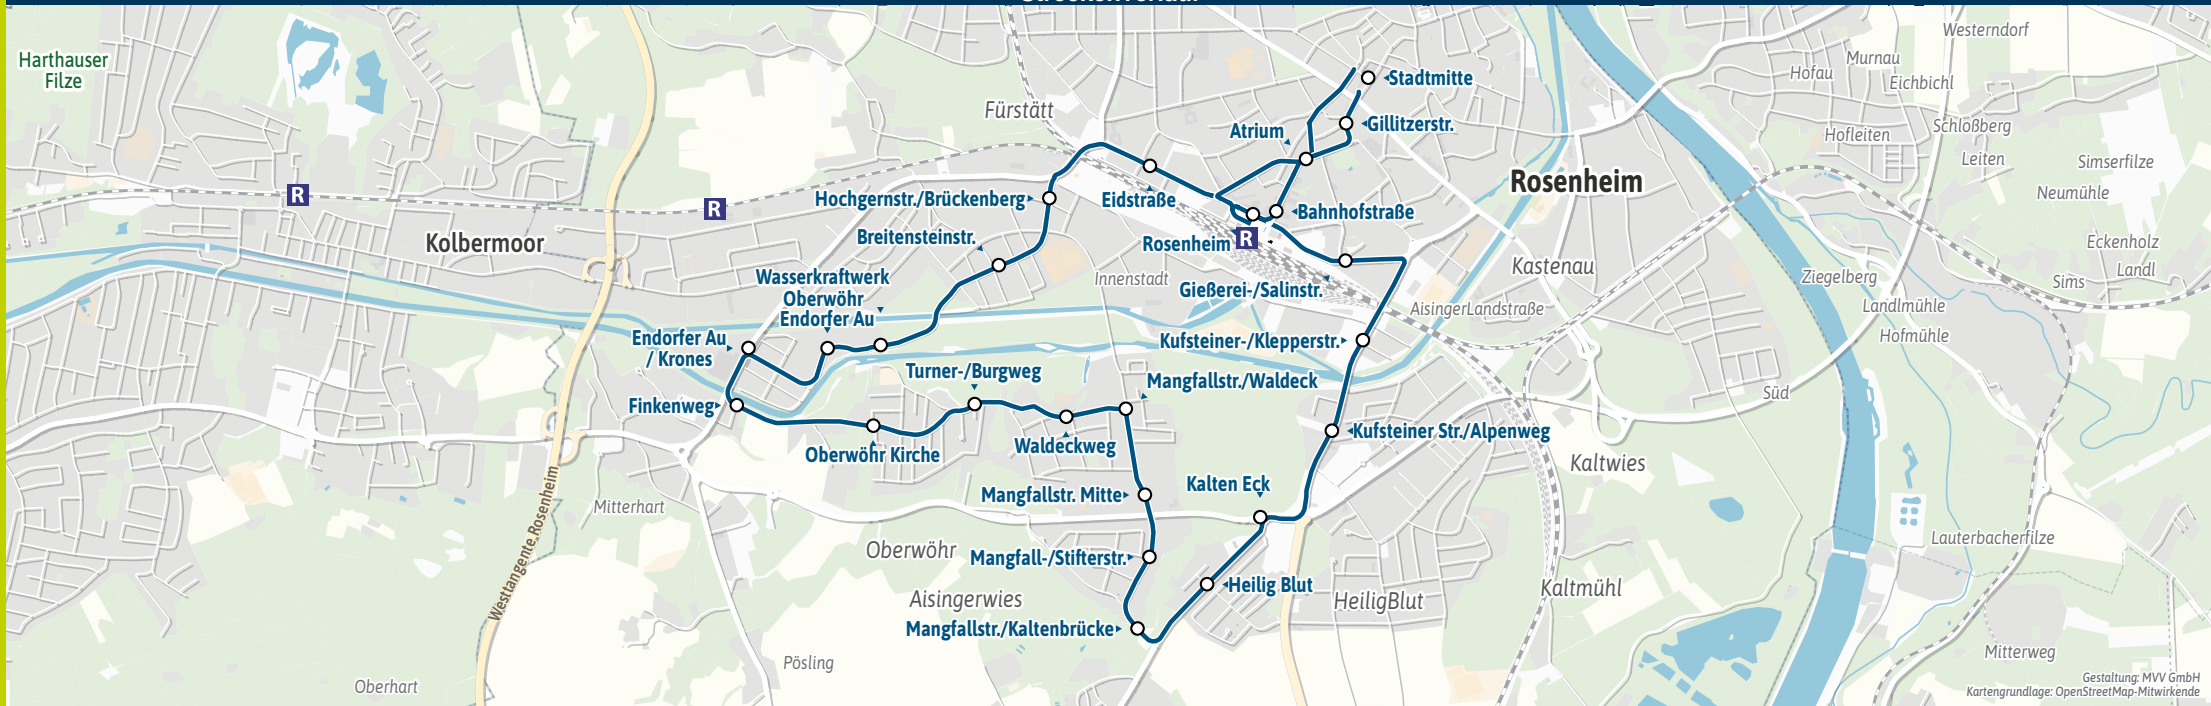 Harthauser
Filze
Westerndorf
Murnau
Hofau
Eichbichl
Stadtmitte
Fürstätt
Gillitzerstr.
Atrium
Schloßberg
Hofleiten
Leiten
Simserfilze
R
R
Rosenheim
Neumühle
Hochgernstr./Brückenberg
Eidstraße
Bahnhofstraße
Kolbermoor
Breitensteinstr.
Rosenheim
R
Eckenholz
Landl
Kastenau
Wasserkraftwerk
Oberwöhr
Endorfer Au
Innenstadt
Gießerei-/Salinstr.
Ziegelberg
Sims
AisingerLandstraße
Landlmühle
Hofmühle
Endorfer Au
/ Krones
Kufsteiner-/Klepperstr.
Turner-/Burgweg
Mangfallstr./Waldeck
Süd
Finkenweg
Kufsteiner Str./Alpenweg
Waldeckweg
Oberwöhr Kirche
Kaltwies
Kalten Eck
Mangfallstr. Mitte
Mitterhart
Westtangente Rosenheim
Lauterbacherfilze
Oberwöhr
Mangfall-/Stifterstr.
Heilig Blut
Kaltmühl
Aisingerwies
HeiligBlut
Mangfallstr./Kaltenbrücke
Mitterweg
Pösling
Oberhart
Gestaltung: MVV GmbH
Kartengrundlage: OpenStreetMap-Mitwirkende